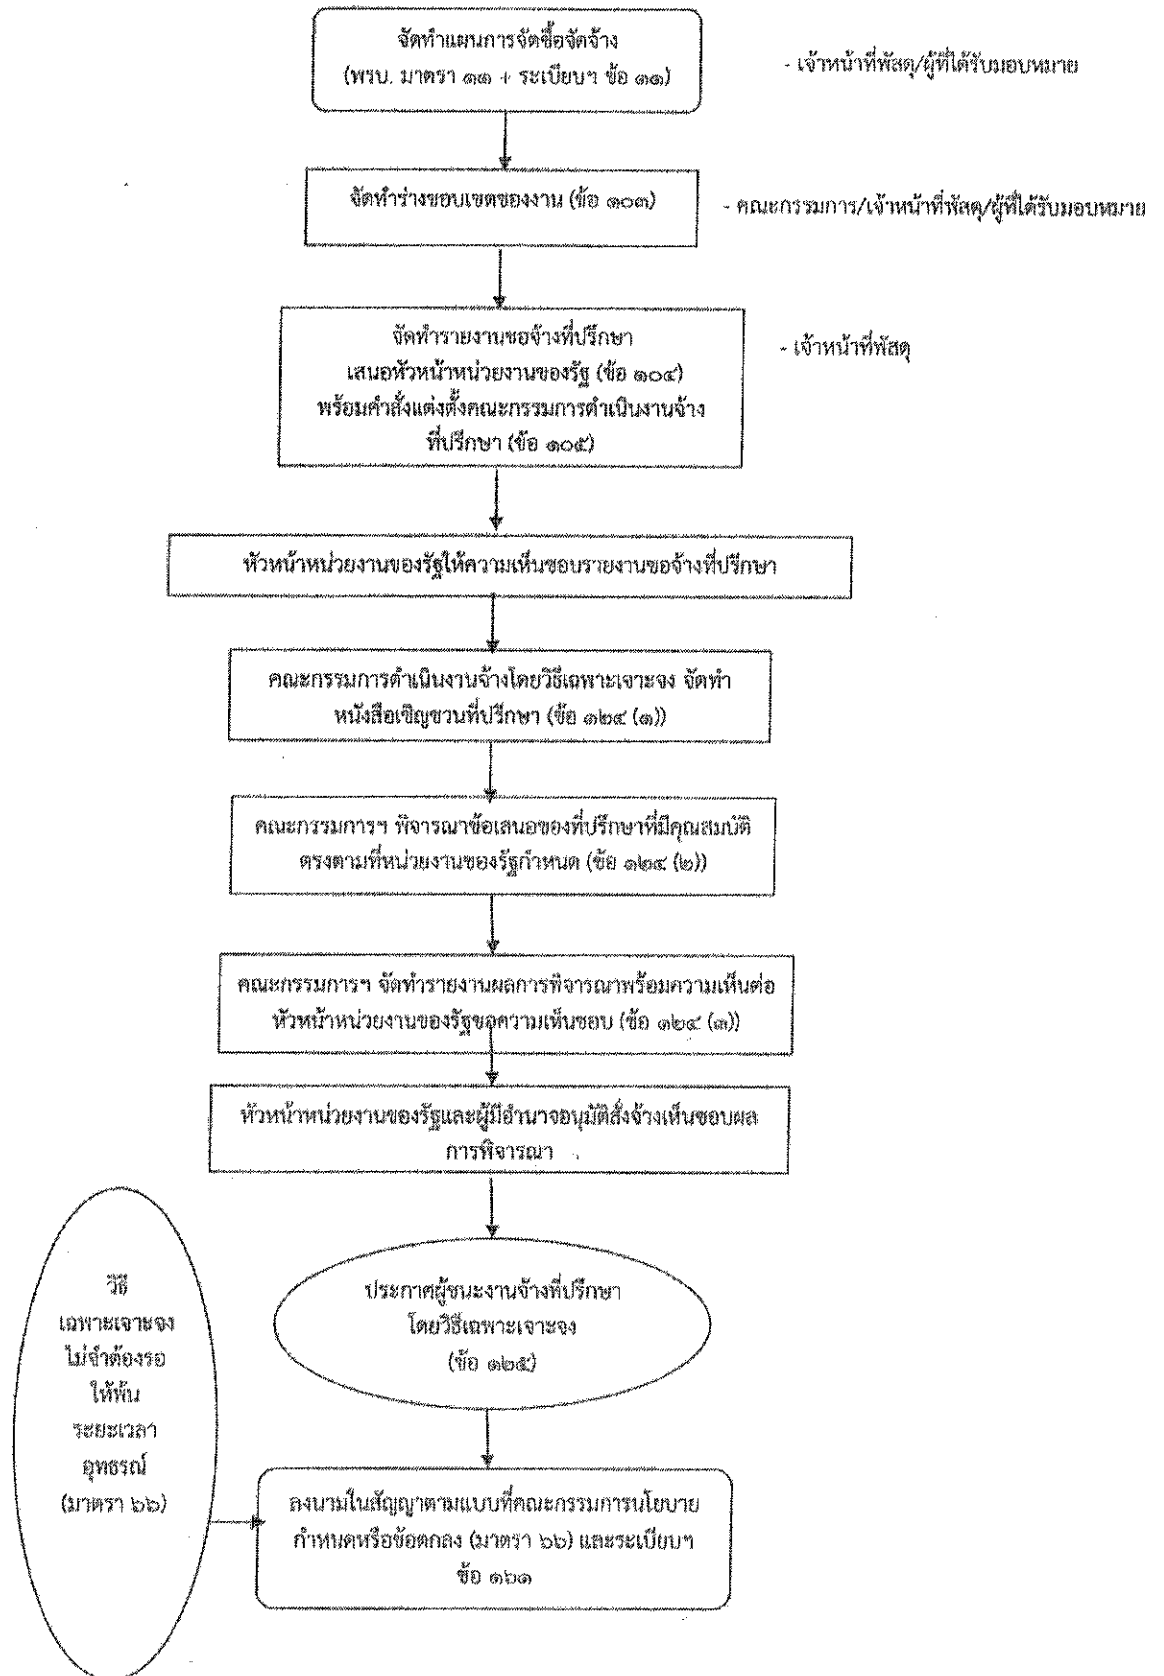 จัดทำแผนการจัดซื้อจัดจ้าง
(พรบ. มาตรา ๑๑ + ระเบียบฯ ข้อ ๑๑)
- เจ้าหน้าที่พัสดุ/ผู้ที่ได้รับมอบหมาย
จัดทำร่างขอบเขตของงาน (ข้อ ๑๐๓)
- คณะกรรมการ/เจ้าหน้าที่พัสดุ/ผู้ที่ได้รับมอบหมาย
จัดทำรายงานขอจ้างที่ปรึกษา
เสนอหัวหน้าหน่วยงานของรัฐ (ข้อ ๑๐๔)
พร้อมคำสั่งแต่งตั้งคณะกรรมการดำเนินงานจ้าง
ที่ปรึกษา (ข้อ ๑๐๕)
- เจ้าหน้าที่พัสดุ
หัวหน้าหน่วยงานของรัฐให้ความเห็นชอบรายงานขอจ้างที่ปรึกษา
คณะกรรมการดำเนินงานจ้างโดยวิธีเฉพาะเจาะจง จัดทำ
หนังสือเชิญชวนที่ปรึกษา (ข้อ ๑๒๔ (๑))
คณะกรรมการฯ พิจารณาข้อเสนอของที่ปรึกษาที่มีคุณสมบัติ
ตรงตามที่หน่วยงานของรัฐกำหนด (ข้อ ๑๒๔ (๒))
คณะกรรมการฯ จัดทำรายงานผลการพิจารณาพร้อมความเห็นต่อ
หัวหน้าหน่วยงานของรัฐขอความเห็นชอบ (ข้อ ๑๒๔ (๓))
หัวหน้าหน่วยงานของรัฐและผู้มีอำนาจอนุมัติสั่งจ้างเห็นชอบผล
การพิจารณา
ประกาศผู้ชนะงานจ้างที่ปรึกษา
โดยวิธีเฉพาะเจาะจง
(ข้อ ๑๒๕)
วิธี
เฉพาะเจาะจง
ไม่จำต้องรอ
ให้พ้น
ระยะเวลา
อุทธรณ์
(มาตรา ๖๖)
ลงนามในสัญญาตามแบบที่คณะกรรมการนโยบาย
กำหนดหรือข้อตกลง (มาตรา ๖๖) และระเบียบฯ
ข้อ ๑๖๑